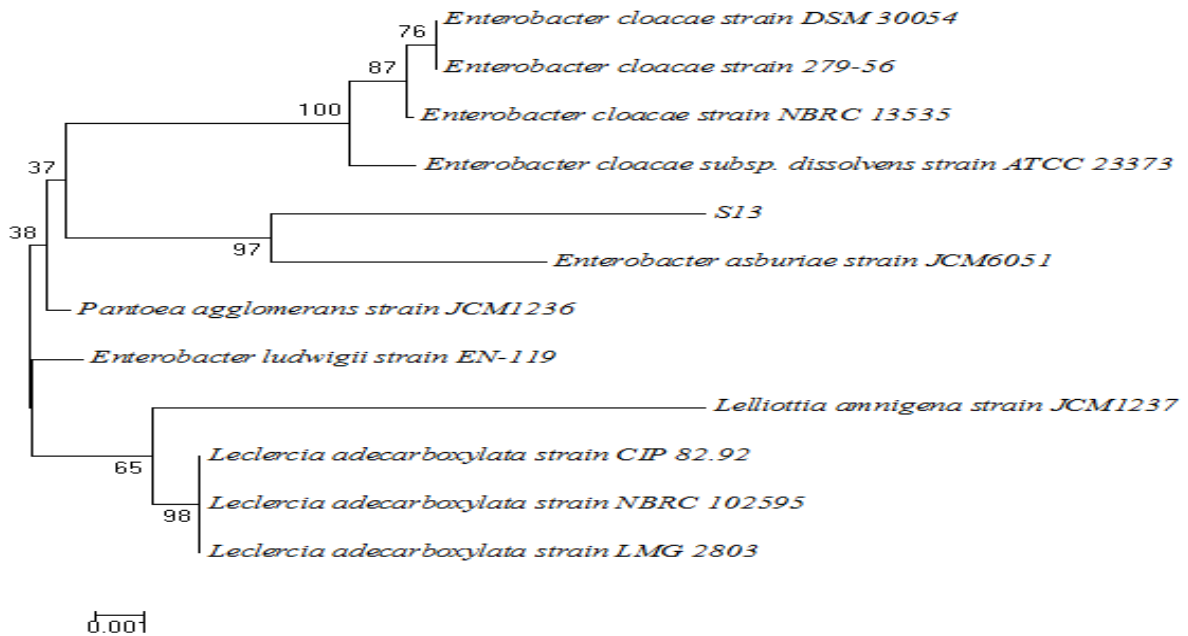 Enterobacter cloacae strain DSM 30054
76
Enterobacter cloacae strain 279-56
87
100
Enterobacter cloacae strain NBRC 13535
Enterobacter cloacae subsp. dissolvens strain ATCC 23373
37
S13
38
97
Enterobacter asburiae strain JCM6051
Pantoea agglomerans strain JCM1236
Enterobacter ludwigii strain EN-119
Lelliottia amnigena strain JCM1237
Leclercia adecarboxylata strain CIP 82.92
65
Leclercia adecarboxylata strain NBRC 102595
98
Leclercia adecarboxylata strain LMG 2803
0.001